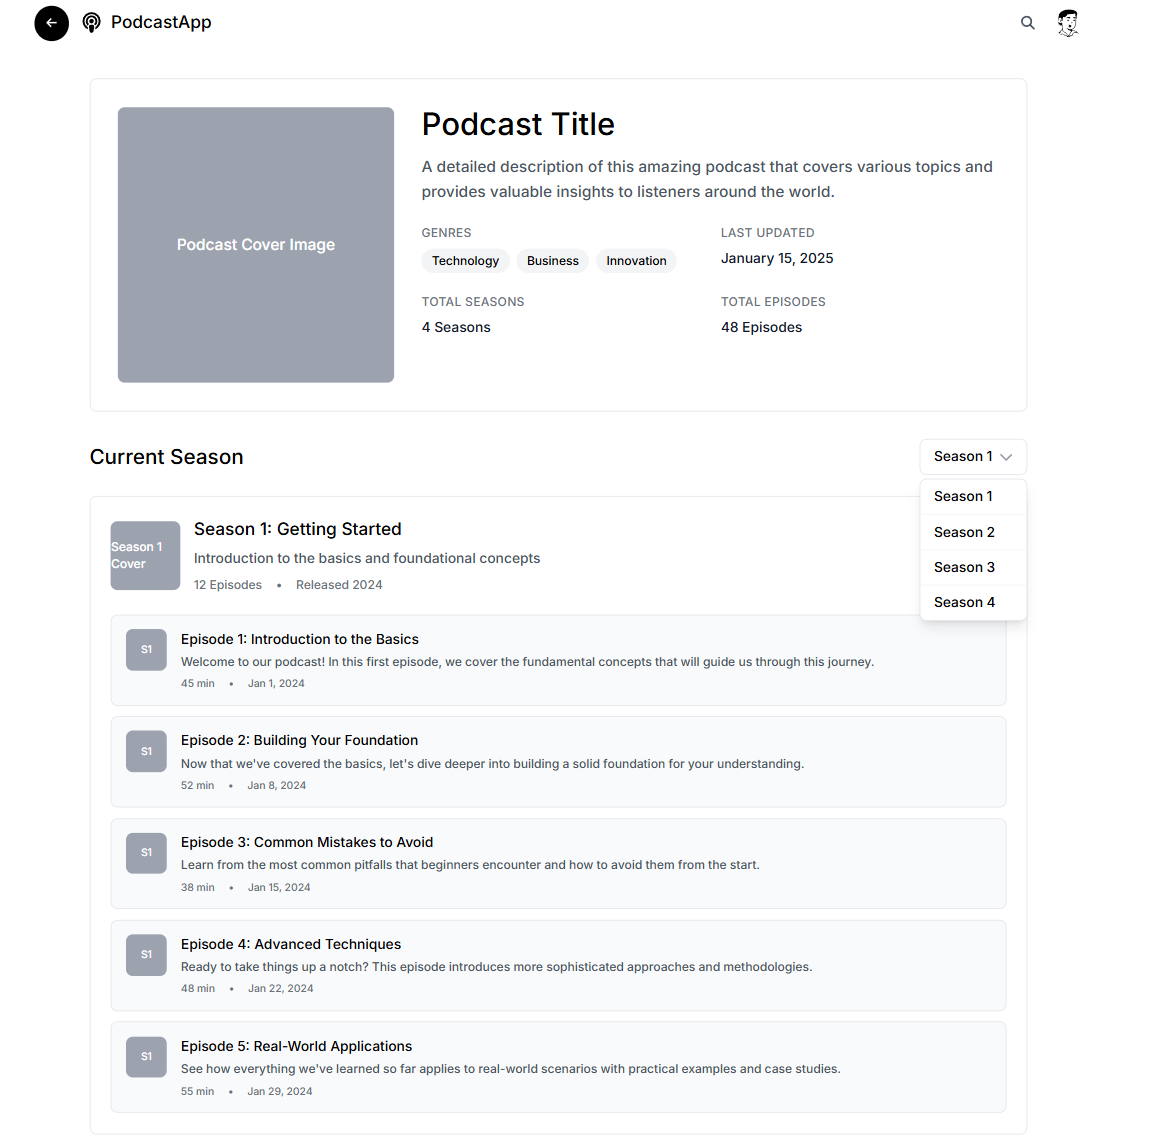 PodcastApp
Podcast Cover Image
Podcast Title
A detailed description of this amazing podcast that covers various topics and
provides valuable insights to listeners around the world.
GENRES
Technology Business Innovation
LAST UPDATED
January 15, 2025
TOTAL SEASONS
4 Seasons
TOTAL EPISODES
48 Episodes
Current Season
Season 1
Season 1
Season 2
Season 3
Season 4
Season 1
Cover
Season 1: Getting Started
Introduction to the basics and foundational concepts
12 Episodes • Released 2024
S1
Episode 1: Introduction to the Basics
Welcome to our podcast! In this first episode, we cover the fundamental concepts that will guide us through this journey.
45 min • Jan 1, 2024
S1
Episode 2: Building Your Foundation
Now that we've covered the basics, let's dive deeper into building a solid foundation for your understanding.
52 min • Jan 8, 2024
S1
Episode 3: Common Mistakes to Avoid
Learn from the most common pitfalls that beginners encounter and how to avoid them from the start.
38 min • Jan 15, 2024
S1
Episode 4: Advanced Techniques
Ready to take things up a notch? This episode introduces more sophisticated approaches and methodologies.
48 min • Jan 22, 2024
S1
Episode 5: Real-World Applications
See how everything we've learned so far applies to real-world scenarios with practical examples and case studies.
55 min • Jan 29, 2024